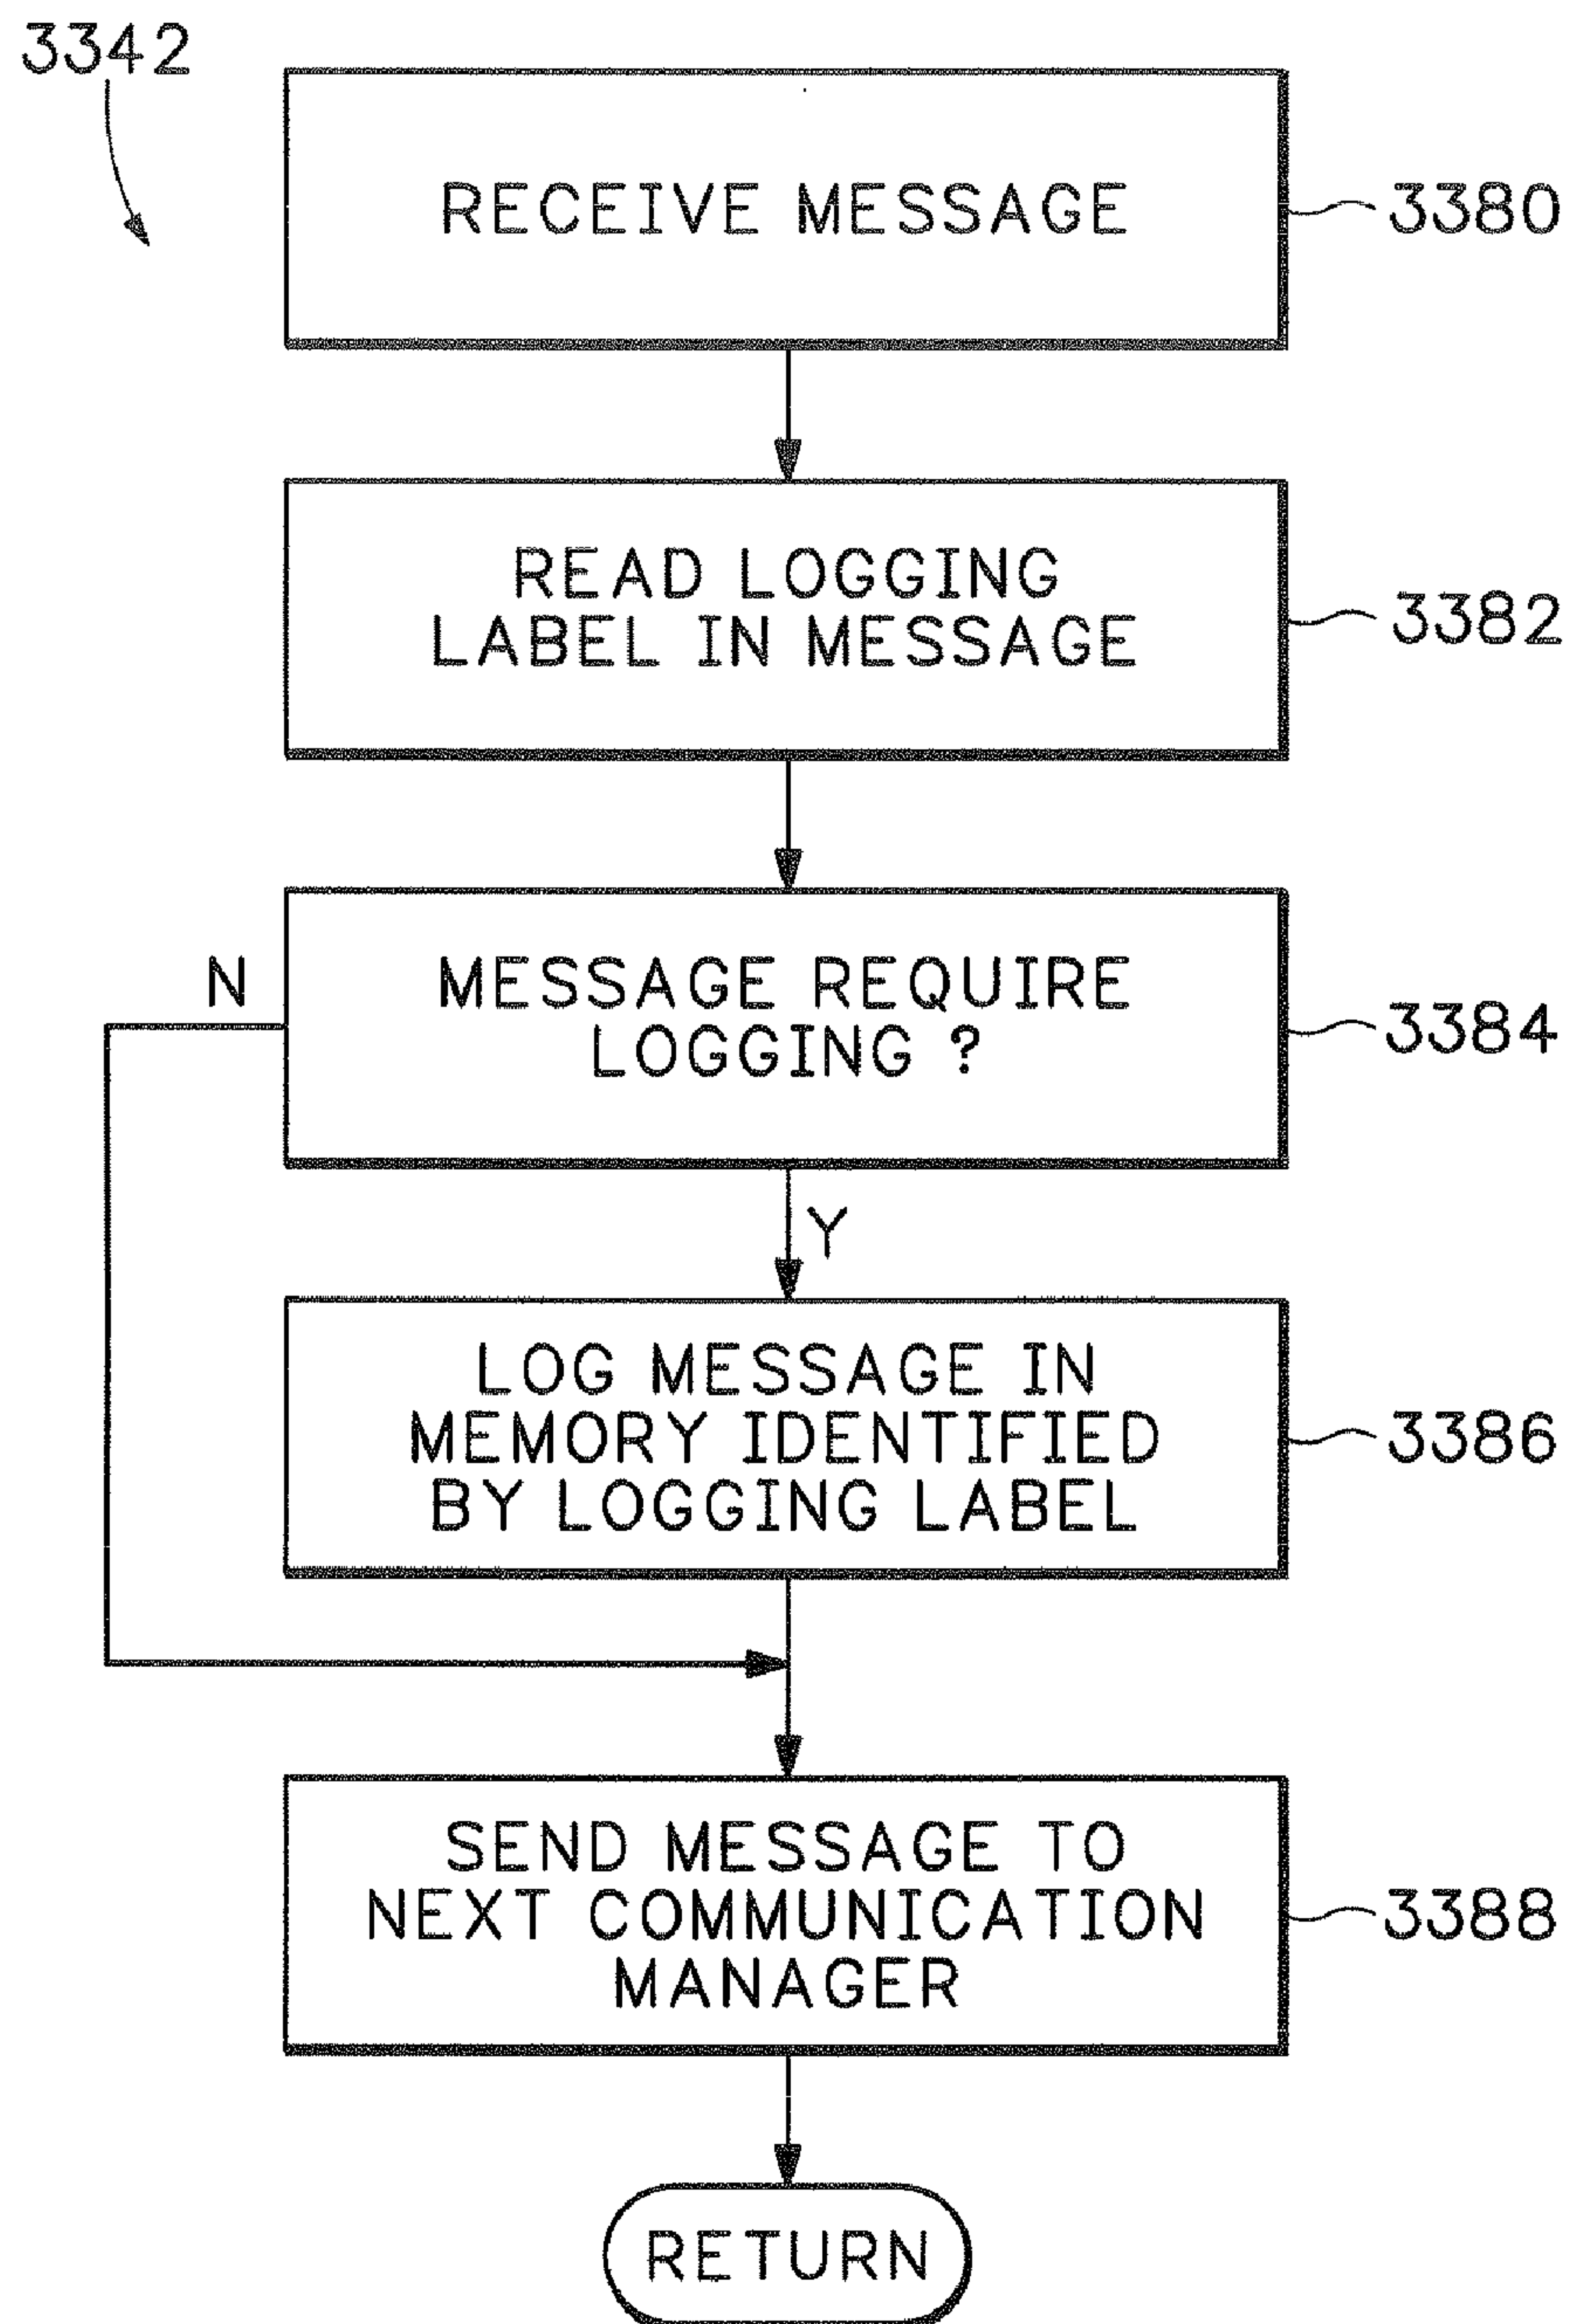 3342
RECEIVE MESSAGE
3380
READ LOGGING
LABEL IN MESSAGE
3382
N
MESSAGE REQUIRE
LOGGING ?
3384
Y
LOG MESSAGE IN
MEMORY IDENTIFIED
BY LOGGING LABEL
3386
SEND MESSAGE TO
NEXT COMMUNICATION
MANAGER
3388
RETURN